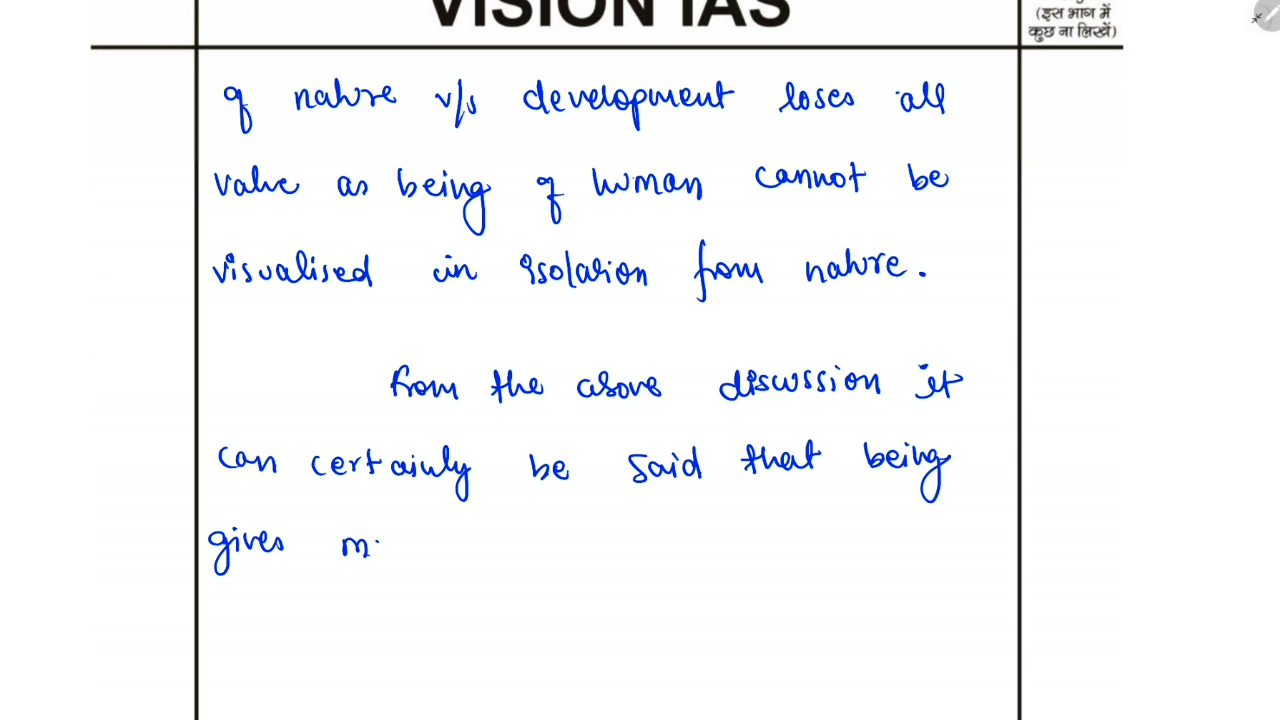 VISION IAS
(इस भाग में
कुछ ना लिखें)
of nature v/s development loses all
value as being of human cannot be
visualised in isolation from nature.
from the above discussion it
can certainly be said that being
gives m